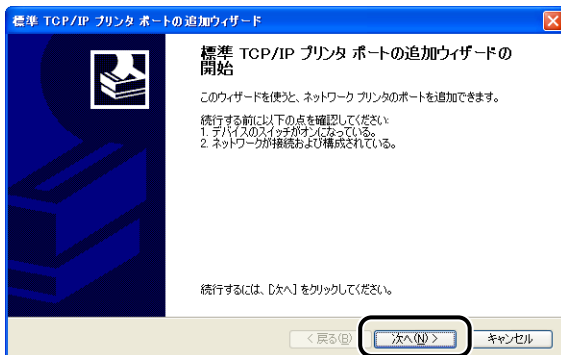 標準 TCP/IP プリンタ ポートの追加ウィザード
標準 TCP/IP プリンタ ポートの追加ウィザードの
開始
このウィザードを使うと、ネットワーク プリンタのポートを追加できます。
続行する前に以下の点を確認してください:
1. デバイスのスイッチがオンになっている。
2. ネットワークが接続および構成されている。
続行するには、[次へ] をクリックしてください。
< 戻る(B)
次へ(N) >
キャンセル